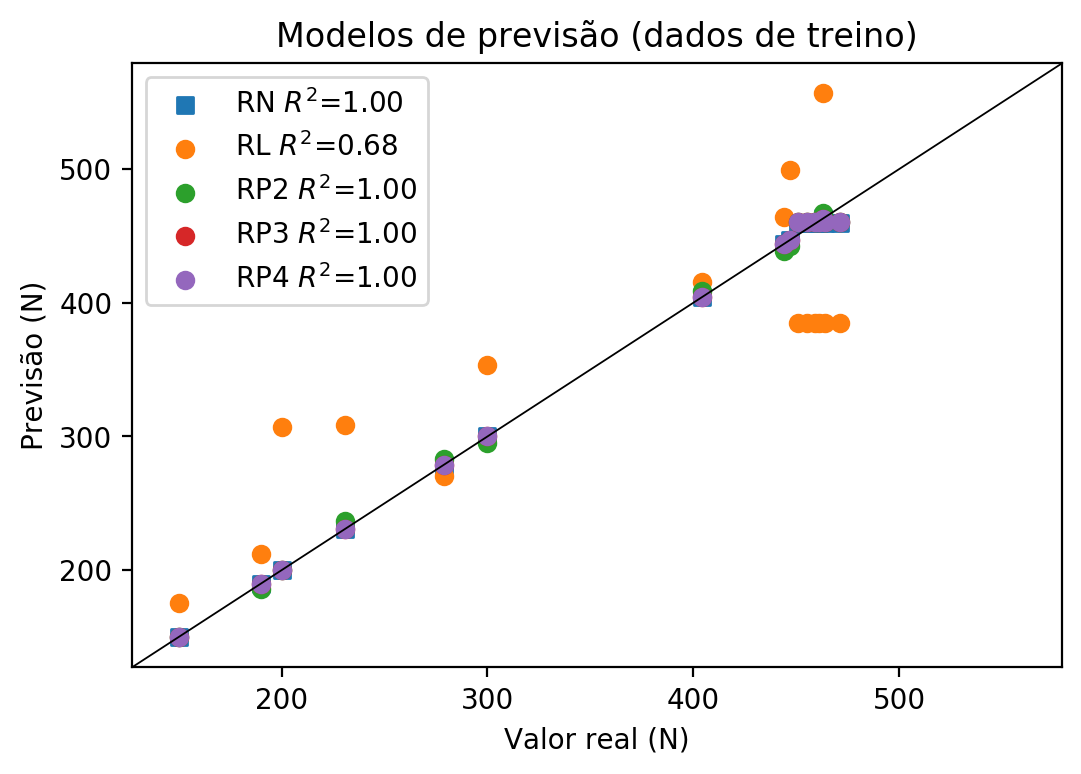 Modelos de previsão (dados de treino)
RN R²=1.00
RL R²=0.68
RP2 R²=1.00
RP3 R²=1.00
RP4 R²=1.00
Previsão (N)
500
400
300
200
200 300 400 500
Valor real (N)